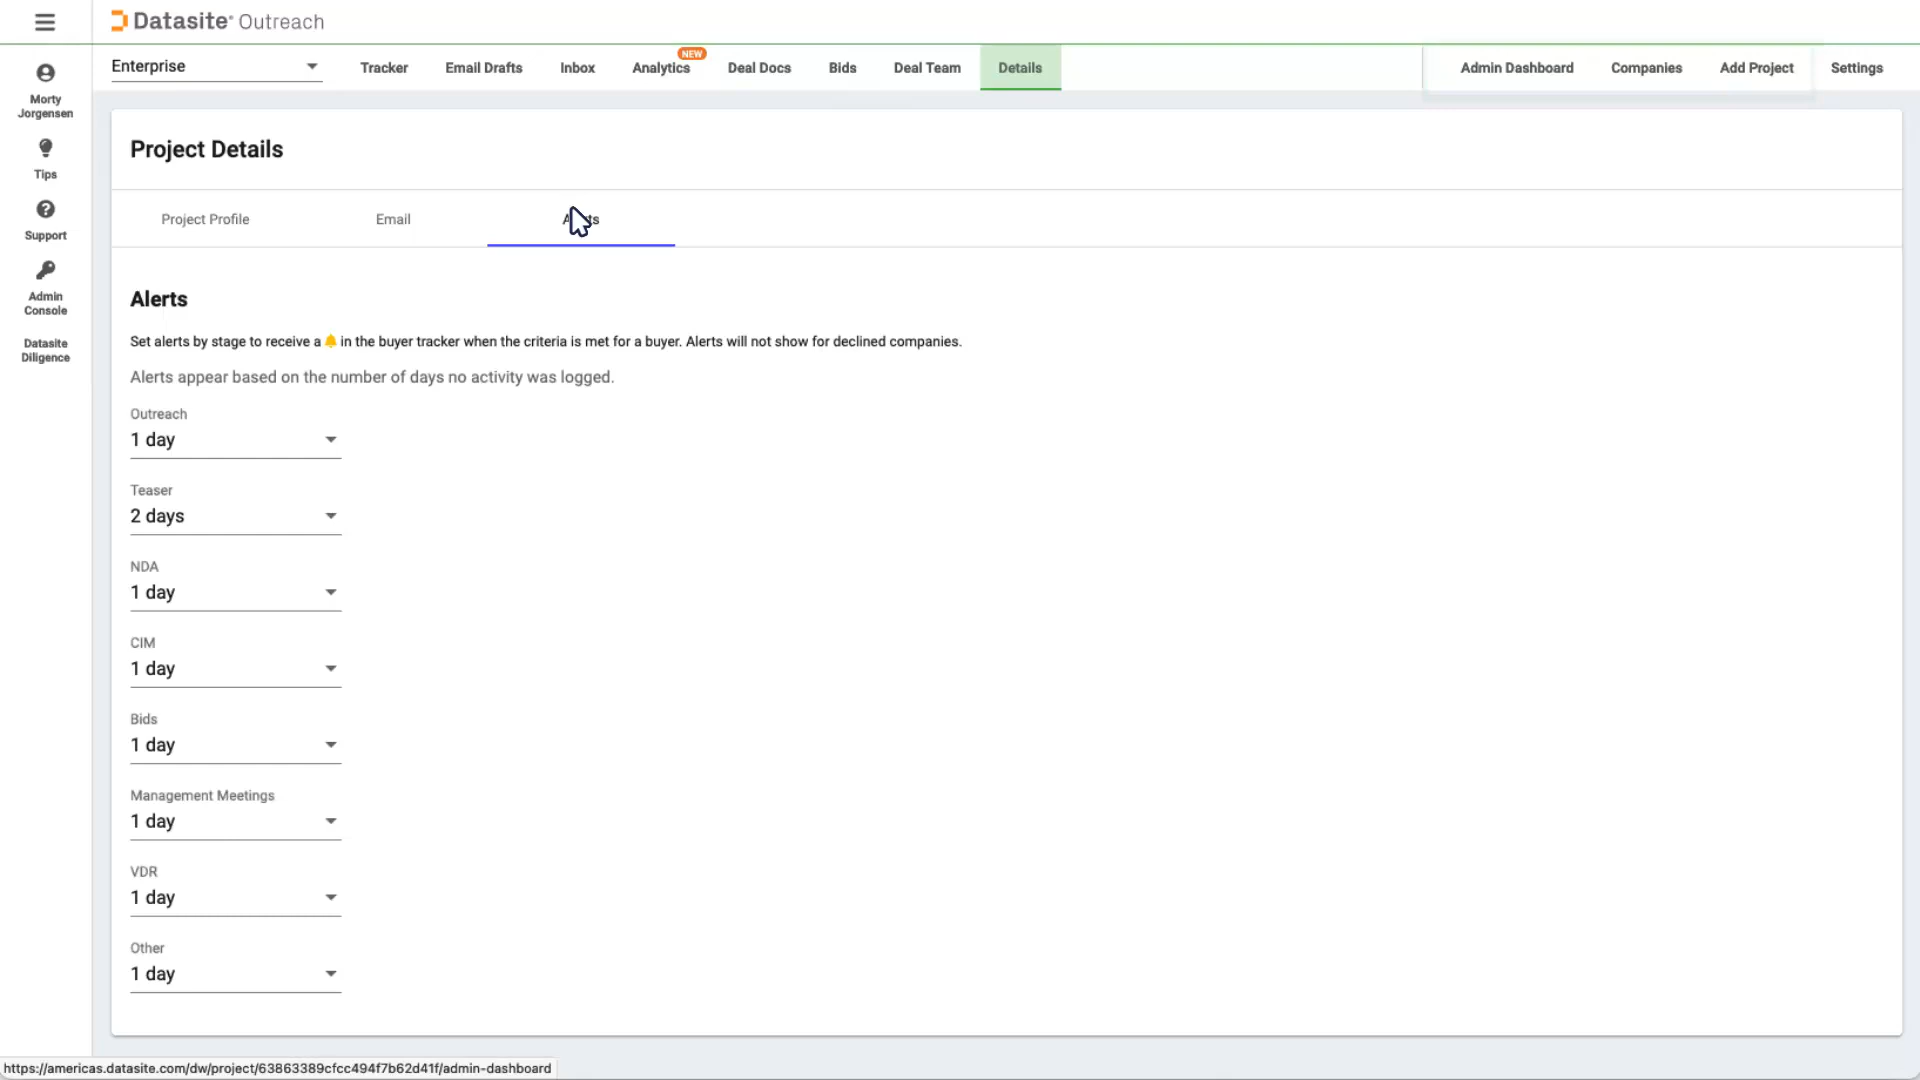 Datasite® Outreach
Enterprise
Tracker
Email Drafts
Inbox
Analytics
NEW
Deal Docs
Bids
Deal Team
Details
Admin Dashboard
Companies
Add Project
Settings
Morty
Jorgensen
Tips
Support
Admin
Console
Datasite
Diligence
Project Details
Project Profile
Email
Alerts
Set alerts by stage to receive a in the buyer tracker when the criteria is met for a buyer. Alerts will not show for declined companies.
Alerts appear based on the number of days no activity was logged.
Outreach
1 day
Teaser
2 days
NDA
1 day
CIM
1 day
Bids
1 day
Management Meetings
1 day
VDR
1 day
Other
1 day
https://americas.datasite.com/dw/project/63863389cfcc494f7b62d41f/admin-dashboard